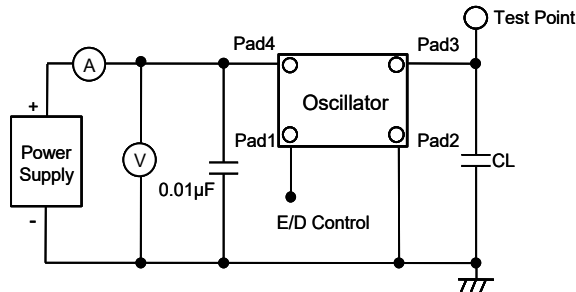 Test Point
Pad4
Pad3
A
Oscillator
+
Power
Supply
V
Pad1
Pad2
0.01µF
CL
-
E/D Control